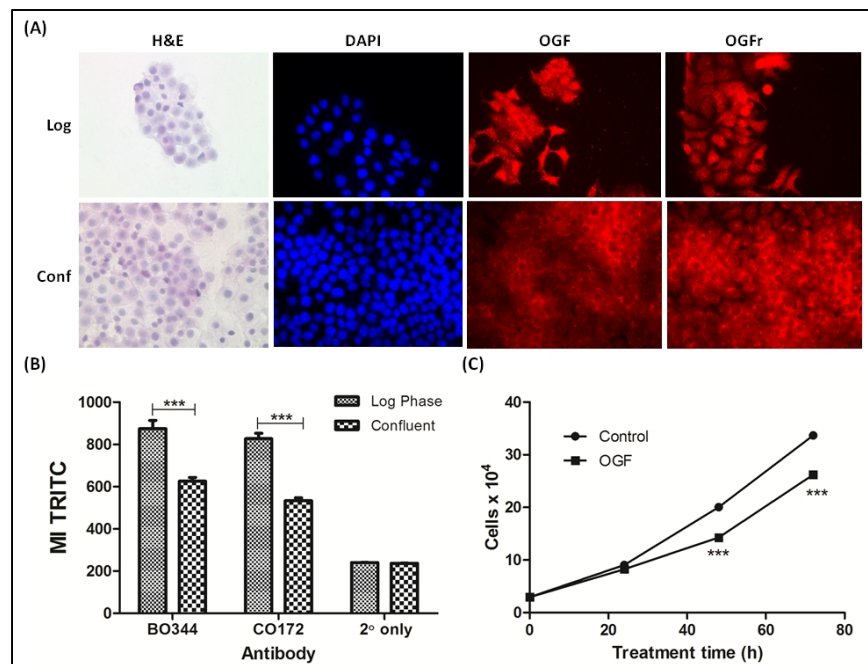 (A)
H&E DAPI OGF OGFr
Log
Conf
(B)
1000
800
600
400
200
0
MI TRITC
*** ***
Log Phase
Confluent
BO344 CO172 2º only
Antibody
(C)
40
30
20
10
0
Cells x 10⁴
Control
OGF
***
***
0 20 40 60 80
Treatment time (h)